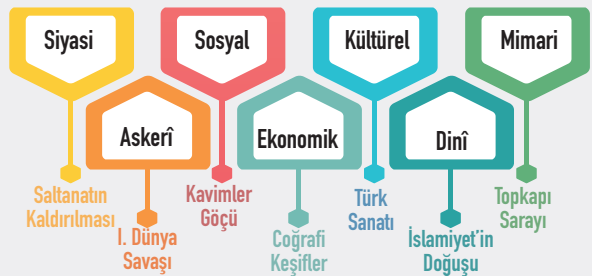 Siyasi
Sosyal
Kültürel
Mimari
Askerî
Ekonomik
Dinî
Saltanatın
Kaldırılması
I. Dünya
Savaşı
Kavimler
Göçü
Coğrafi
Keşifler
Türk
Sanatı
İslamiyet'in
Doğuşu
Topkapı
Sarayı